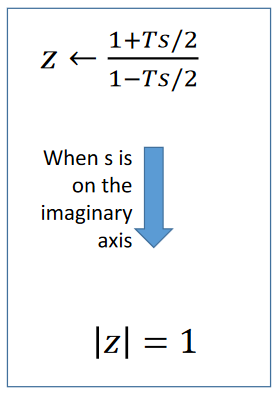 z ← (1+Ts/2)/(1−Ts/2)
When s is
on the
imaginary
axis
|z| = 1